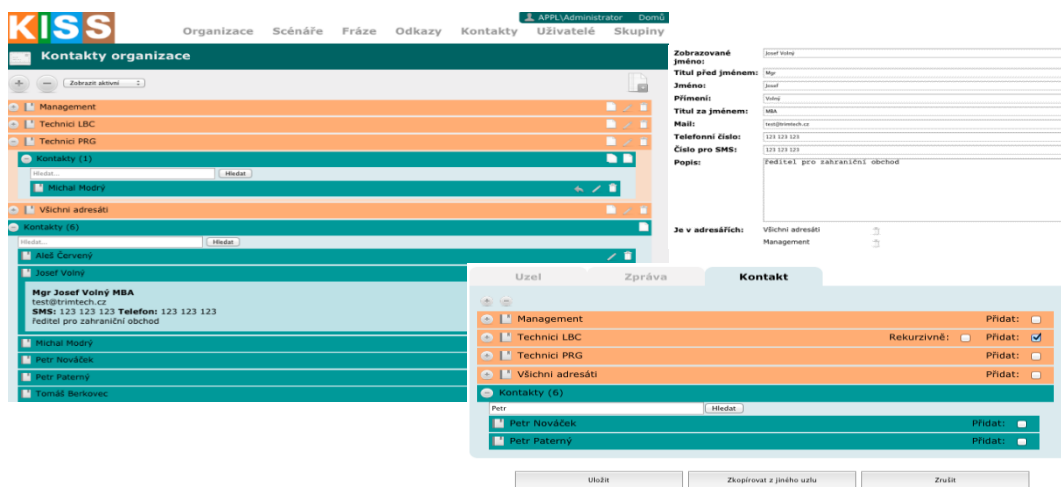 KISS
APPL\Administrator Domů
Organizace Scénáře Fráze Odkazy Kontakty Uživatelé Skupiny
Kontakty organizace
Zobrazit aktivní
Management
Technici LBC
Technici PRG
Kontakty (1)
Hledat... Hledat
Michal Modrý
Všichni adresáti
Kontakty (6)
Hledat... Hledat
Aleš Červený
Josef Volný
Mgr Josef Volný MBA
test@trimtech.cz
SMS: 123 123 123 Telefon: 123 123 123
ředitel pro zahraniční obchod
Michal Modrý
Petr Nováček
Petr Paterný
Tomáš Berkovec
Zobrazované jméno: Josef Volný
Titul před jménem: Mgr
Jméno: Josef
Přímení: Volný
Titul za jménem: MBA
Mail: test@trimtech.cz
Telefonní číslo: 123 123 123
Číslo pro SMS: 123 123 123
Popis: ředitel pro zahraniční obchod
Je v adresářích: Všichni adresáti
Management
Uzel Zpráva Kontakt
Management Přidat:
Technici LBC Rekurzivně: Přidat:
Technici PRG Přidat:
Všichni adresáti Přidat:
Kontakty (6)
Petr Hledat
Petr Nováček Přidat:
Petr Paterný Přidat:
Uložit Zkopírovat z jiného uzlu Zrušit